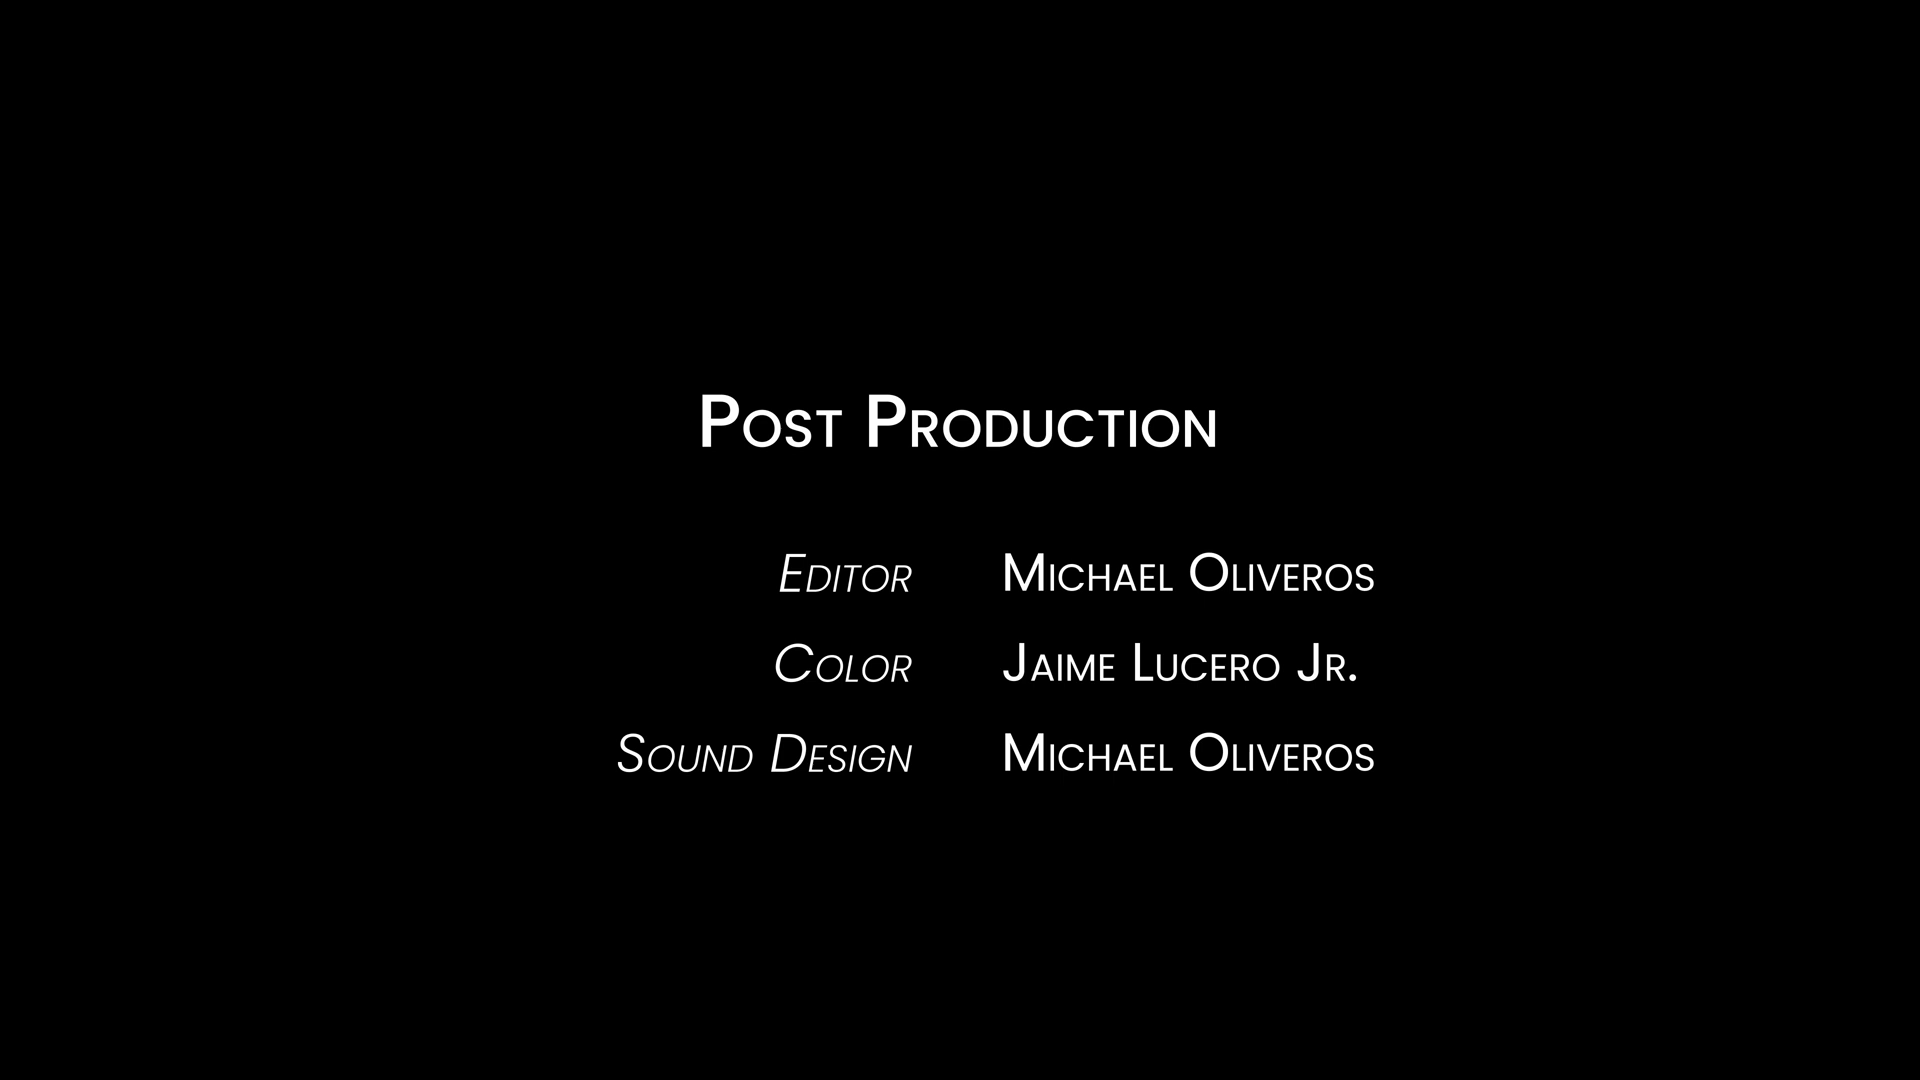 Post Production
Editor Michael Oliveros
Color Jaime Lucero Jr.
Sound Design Michael Oliveros